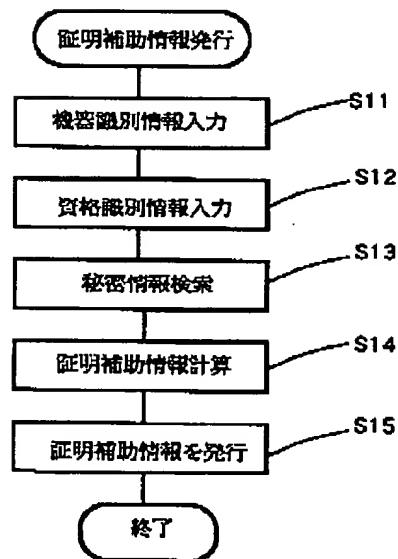 証明補助情報発行
機器識別情報入力
S11
資格識別情報入力
S12
秘密情報検索
S13
証明補助情報計算
S14
証明補助情報を発行
S15
終了